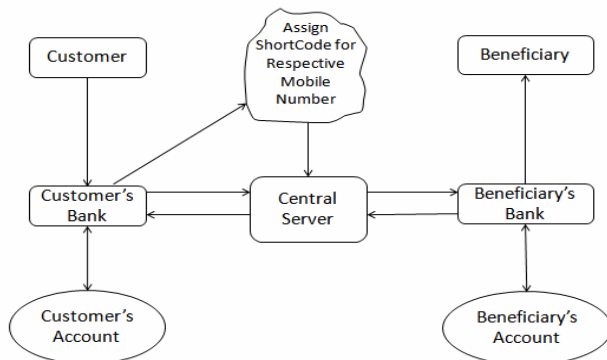 Customer
Assign
ShortCode for
Respective
Mobile
Number
Beneficiary
Customer's
Bank
Central
Server
Beneficiary's
Bank
Customer's
Account
Beneficiary's
Account